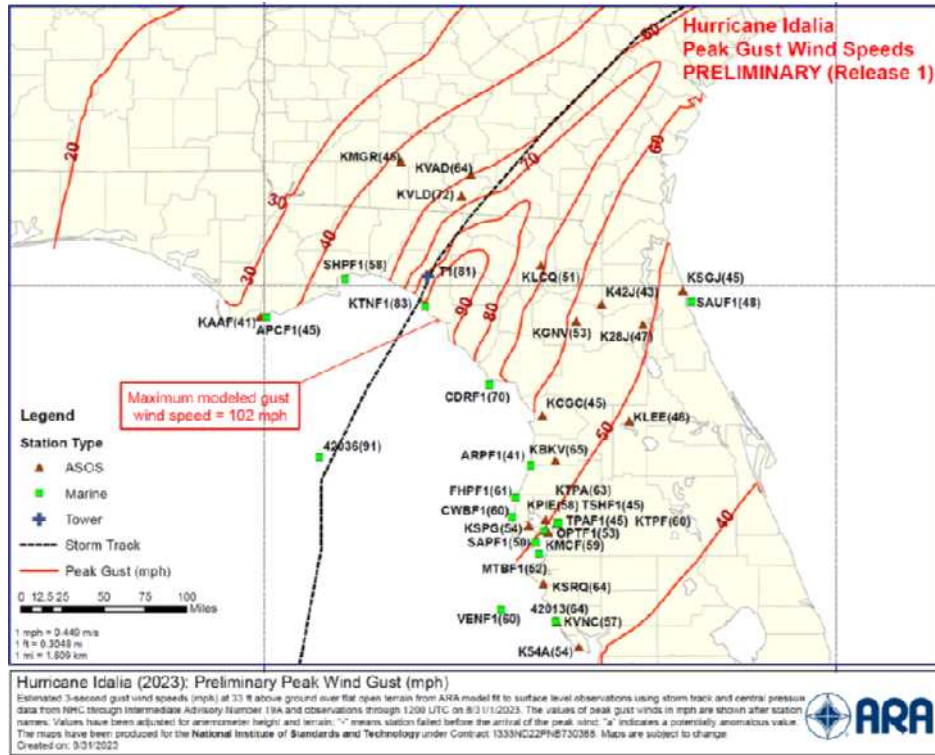 Hurricane Idalia
Peak Gust Wind Speeds
PRELIMINARY (Release 1)
60
20
KMGR(46)
KVAD(64)
70
60
KVLD(72)
30
40
SHPF1(58)
T1(81)
KLCQ(51)
30
K42J(43)
KSGJ(45)
SAUF1(48)
KTNF1(83)
90
80
KAAF(41)
APCF1(45)
KGNV(53)
K28J(47)
Maximum modeled gust
wind speed = 102 mph
CDRF1(70)
KCGC(45)
KLEE(48)
50
Legend
Station Type
ASOS
Marine
Tower
Storm Track
Peak Gust (mph)
0 12.5 25 50 75 100
Miles
1 mph = 0.449 m/s
1 ft = 0.3048 m
1 mi = 1.609 km
42036(91)
ARPF1(41)
KBKV(65)
FHPF1(61)
KTPA(63)
CWBF1(60)
KPIE(58)
TSHF1(45)
40
KSPG(54)
TPAF1(45)
KTPF(60)
OPTF1(53)
SAPF1(59)
KMCF(59)
MTBF1(52)
KSRQ(64)
VENF1(60)
42013(64)
KVNC(57)
KS4A(54)
Hurricane Idalia (2023): Preliminary Peak Wind Gust (mph)
Estimated 3-second gust wind speeds (mph) at 33 ft above ground over flat open terrain from ARA model fit to surface level observations using storm track and central pressure
data from NHC through Intermediate Advisory Number 19A and observations through 1200 UTC on 8/31/2023. The values of peak gust winds in mph are shown after station
names. Values have been adjusted for anemometer height and terrain; "-" means station failed before the arrival of the peak wind; "a" indicates a potentially anomalous value.
The maps have been produced for the National Institute of Standards and Technology under Contract Maps are subject to change.
Created on: 8/31/2023
ARA